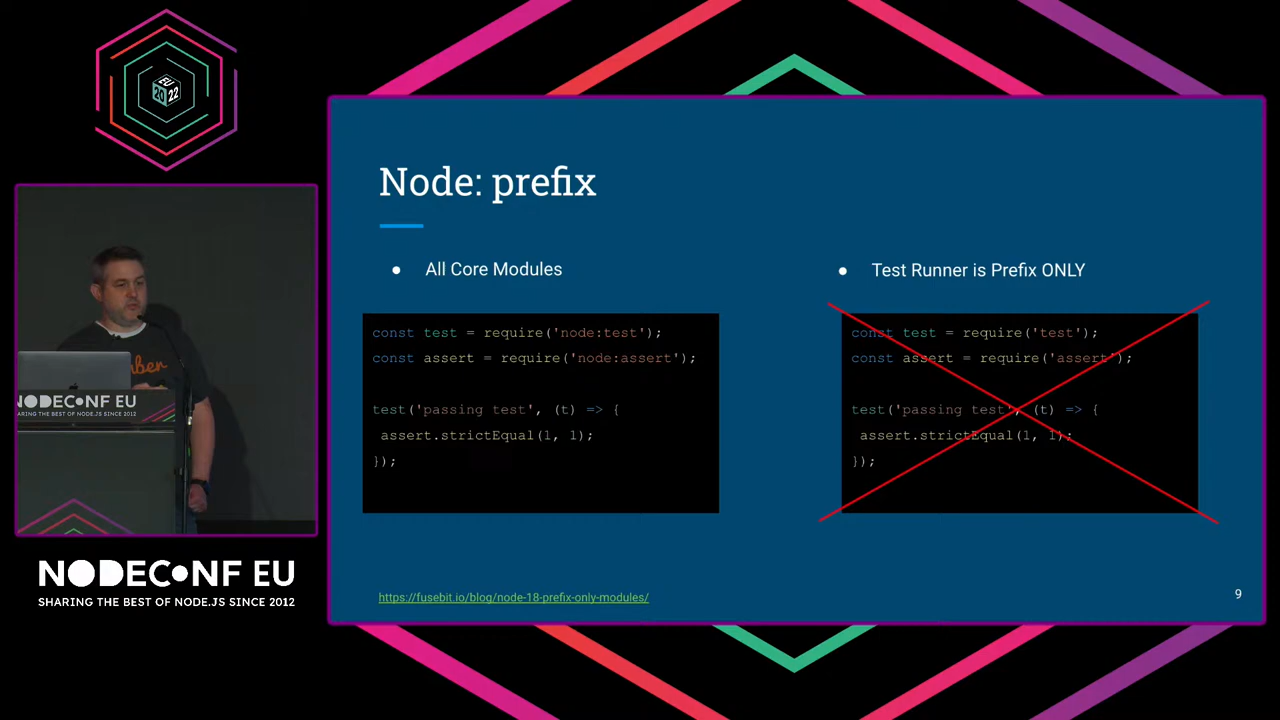 EU
20
22
Node: prefix
● All Core Modules
const test = require('node:test');
const assert = require('node:assert');
test('passing test', (t) => {
assert.strictEqual(1, 1);
});
● Test Runner is Prefix ONLY
const test = require('test');
const assert = require('assert');
test('passing test', (t) => {
assert.strictEqual(1, 1);
});
https://fusebit.io/blog/node-18-prefix-only-modules/
9
NODECONF EU
SHARING THE BEST OF NODE.JS SINCE 2012
NODECONF EU
SHARING THE BEST OF NODE.JS SINCE 2012